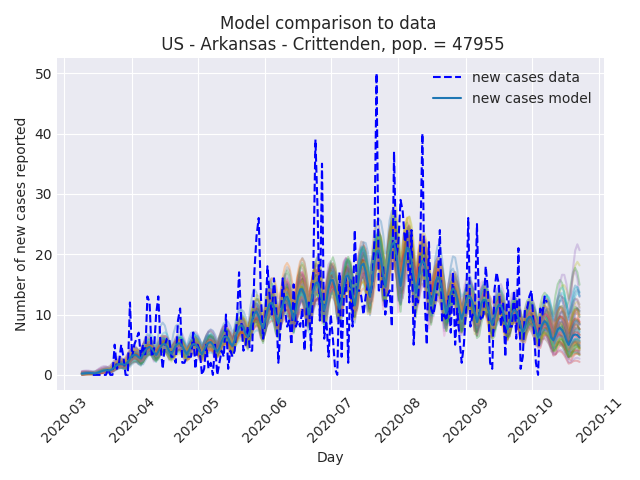 Model comparison to data
US - Arkansas - Crittenden, pop. = 47955
new cases data
new cases model
Number of new cases reported
50
40
30
20
10
0
2020-03
2020-04
2020-05
2020-06
2020-07
2020-08
2020-09
2020-10
2020-11
Day